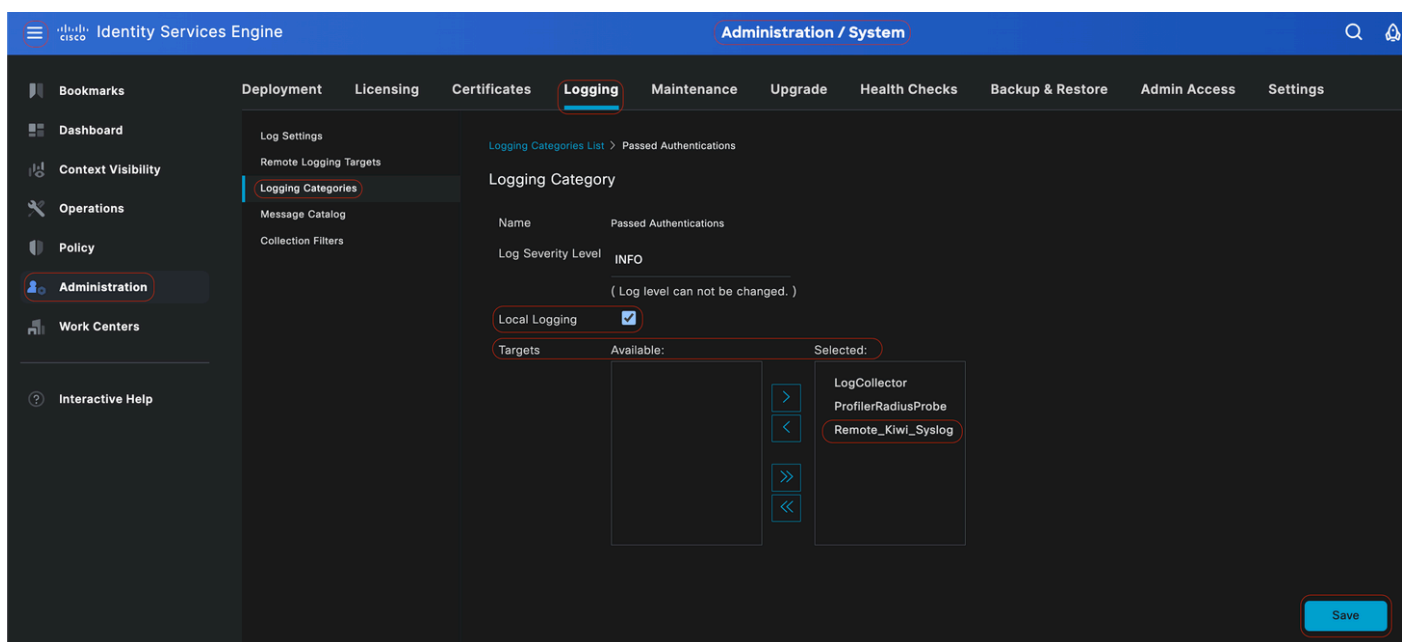 cisco Identity Services Engine
Administration / System
Bookmarks
Dashboard
Context Visibility
Operations
Policy
Administration
Work Centers
Interactive Help
Deployment Licensing Certificates Logging Maintenance Upgrade Health Checks Backup & Restore Admin Access Settings
Log Settings
Remote Logging Targets
Logging Categories
Message Catalog
Collection Filters
Logging Categories List > Passed Authentications
Logging Category
Name Passed Authentications
Log Severity Level INFO
( Log level can not be changed. )
Local Logging
Targets Available: Selected:
LogCollector
ProfilerRadiusProbe
Remote_Kiwi_Syslog
Save